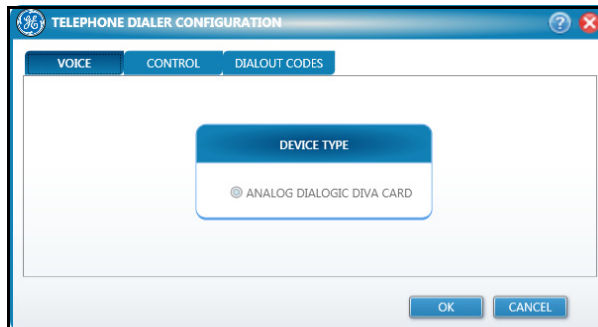 TELEPHONE DIALER CONFIGURATION
VOICE CONTROL DIALOUT CODES
DEVICE TYPE
ANALOG DIALOGIC DIVA CARD
OK CANCEL